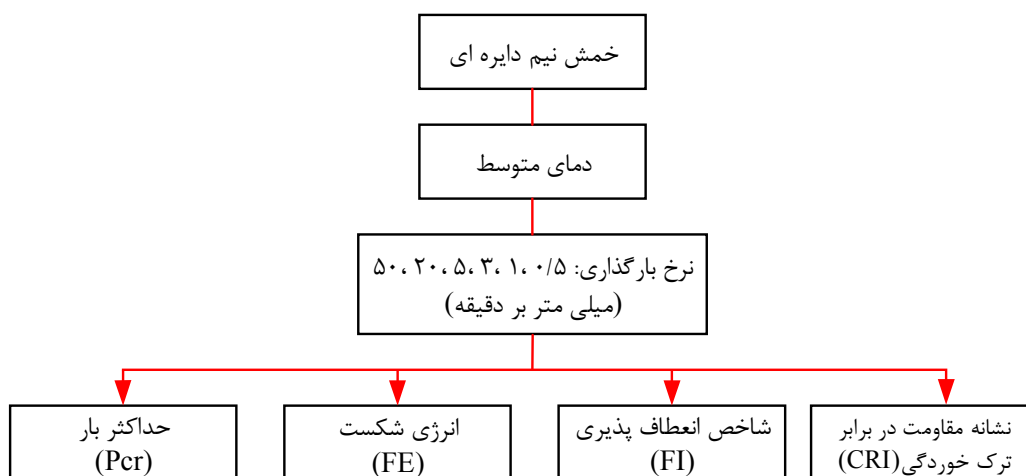 خمش نیم دایره ای
دمای متوسط
نرخ بارگذاری: ۰/۵، ۱، ۳، ۵، ۲۰، ۵۰
(میلی متر بر دقیقه)
نشانه مقاومت در برابر
ترک خوردگی(CRI)
شاخص انعطاف پذیری
(FI)
انرژی شکست
(FE)
حداکثر بار
(Pcr)